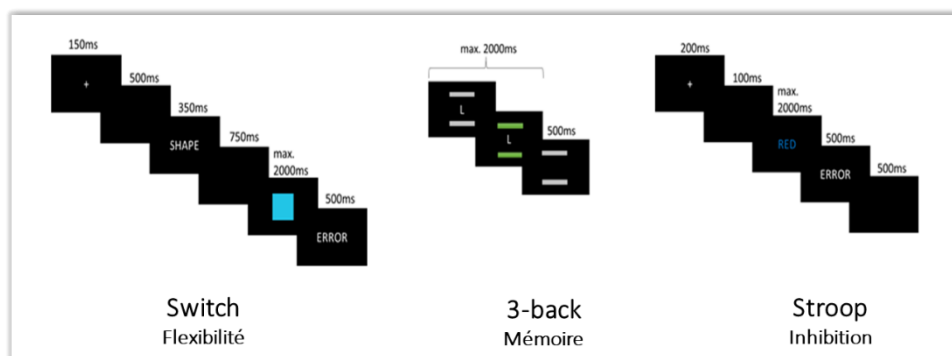 150ms
+
500ms
350ms
SHAPE
750ms
max.
2000ms
500ms
ERROR
Switch
Flexibilité
max. 2000ms
L
L
500ms
3-back
Mémoire
200ms
+
100ms
max.
2000ms
RED
500ms
ERROR
500ms
Stroop
Inhibition